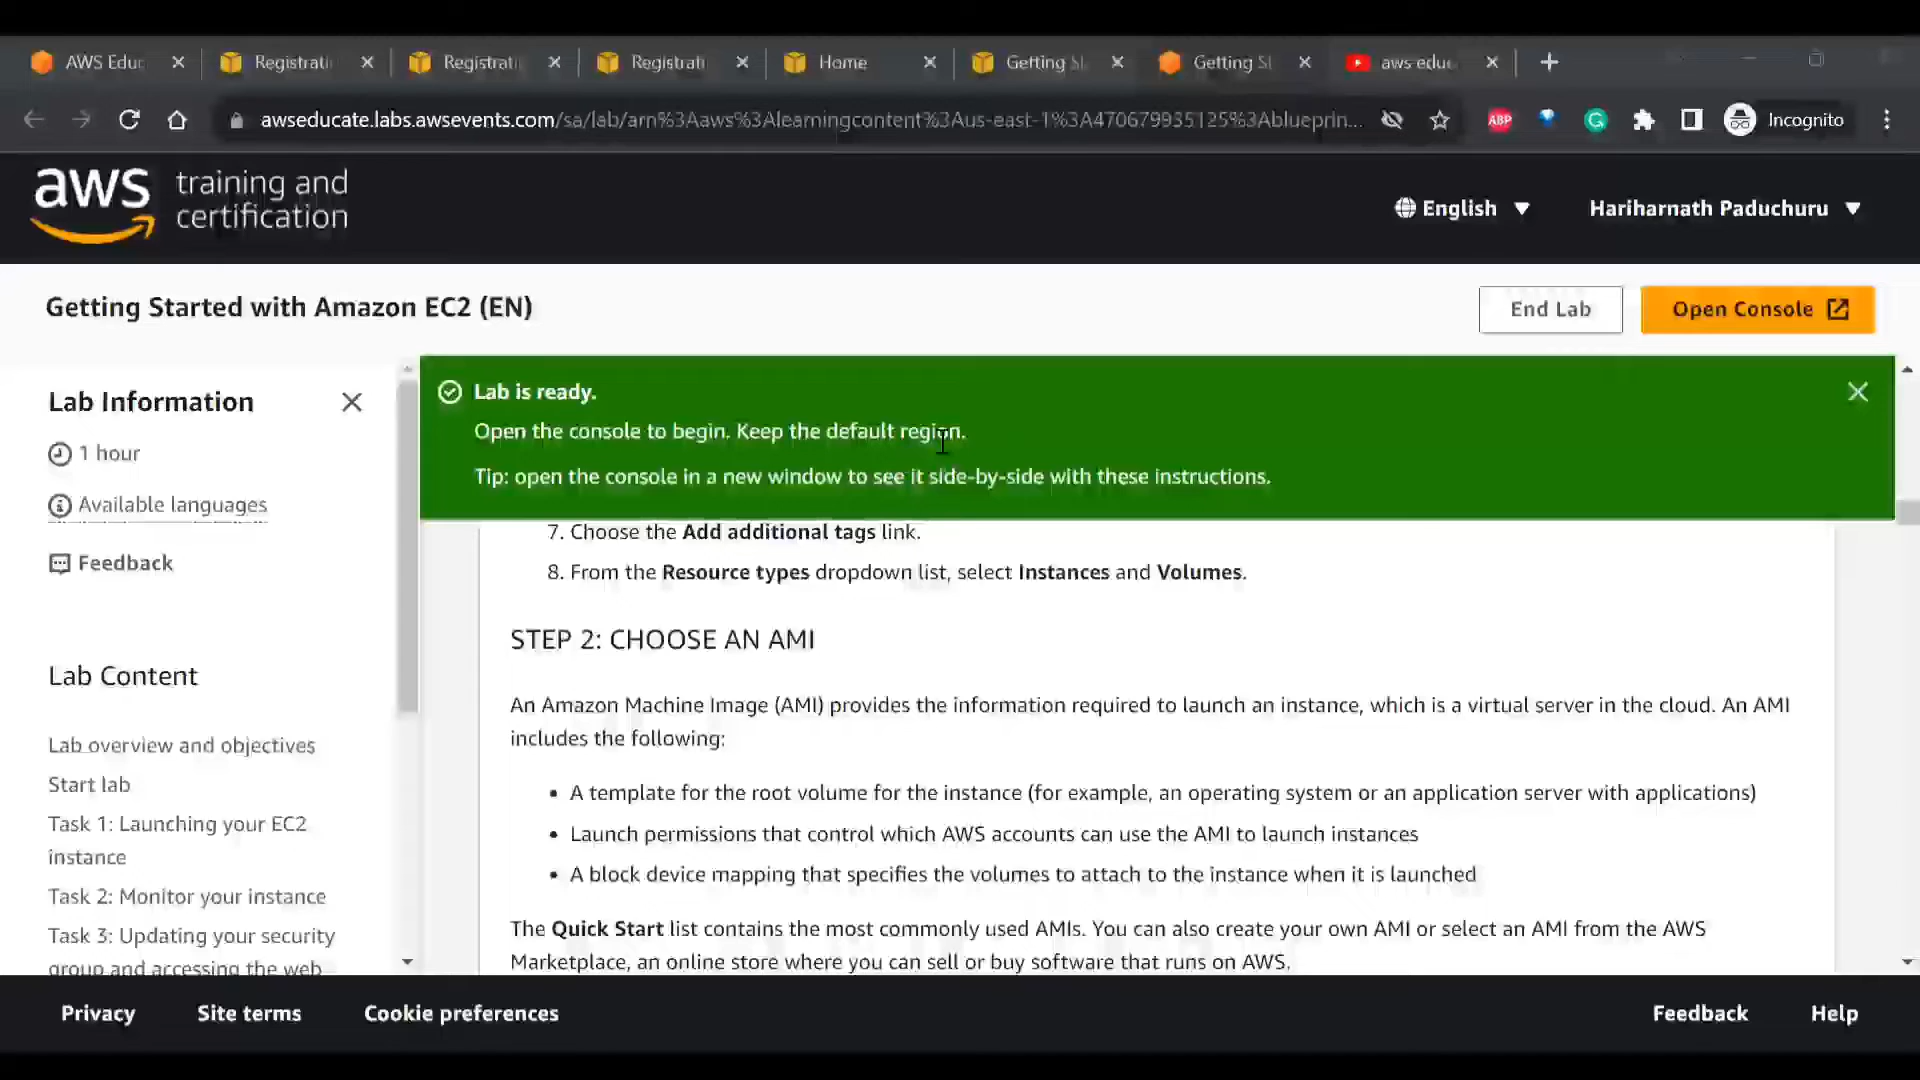 AWS Educ
Registrati
Registrati
Registrati
Home
Getting St
Getting St
aws educ
awseducate.labs.awsevents.com/sa/lab/arn%3Aaws%3Alearningcontent%3Aus-east-1%3A470679935125%3Ablueprin...
ABP
Incognito
aws training and
certification
English
Hariharnath Paduchuru
Getting Started with Amazon EC2 (EN)
End Lab
Open Console
Lab Information
1 hour
Available languages
Feedback
Lab Content
Lab overview and objectives
Start lab
Task 1: Launching your EC2
instance
Task 2: Monitor your instance
Task 3: Updating your security
group and accessing the web
Lab is ready.
Open the console to begin. Keep the default region.
Tip: open the console in a new window to see it side-by-side with these instructions.
7. Choose the Add additional tags link.
8. From the Resource types dropdown list, select Instances and Volumes.
STEP 2: CHOOSE AN AMI
An Amazon Machine Image (AMI) provides the information required to launch an instance, which is a virtual server in the cloud. An AMI
includes the following:
• A template for the root volume for the instance (for example, an operating system or an application server with applications)
• Launch permissions that control which AWS accounts can use the AMI to launch instances
• A block device mapping that specifies the volumes to attach to the instance when it is launched
The Quick Start list contains the most commonly used AMIs. You can also create your own AMI or select an AMI from the AWS
Marketplace, an online store where you can sell or buy software that runs on AWS.
Privacy
Site terms
Cookie preferences
Feedback
Help